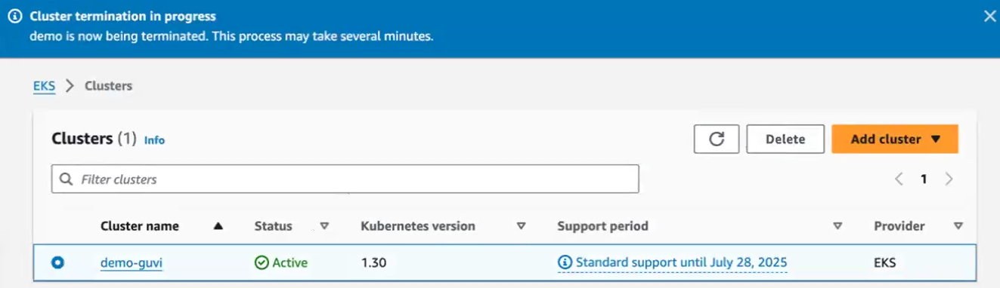 Cluster termination in progress
demo is now being terminated. This process may take several minutes.
EKS > Clusters
Clusters (1) Info
Delete
Add cluster
Filter clusters
1
Cluster name Status Kubernetes version Support period Provider
demo-guvi Active 1.30 Standard support until July 28, 2025 EKS